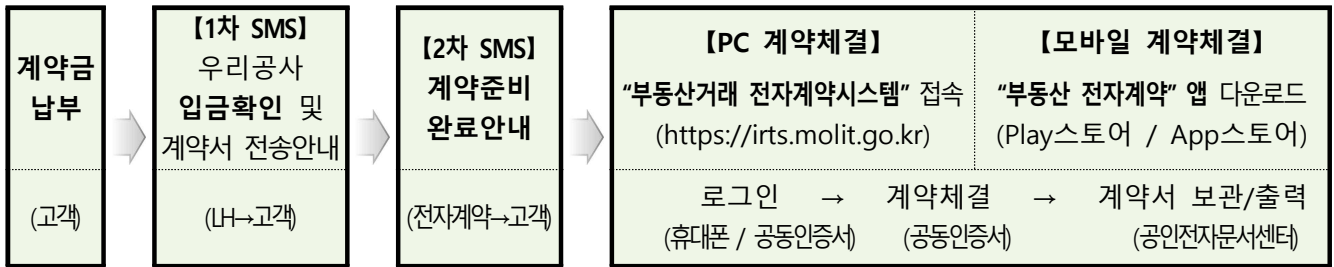 계약금
납부
(고객)
【1차 SMS】
우리공사
입금확인 및
계약서 전송안내
(LH→고객)
【2차 SMS】
계약준비
완료안내
(전자계약→고객)
【PC 계약체결】
“부동산거래 전자계약시스템” 접속
(https://irts.molit.go.kr)
【모바일 계약체결】
“부동산 전자계약” 앱 다운로드
(Play스토어 / App스토어)
로그인 → 계약체결 → 계약서 보관/출력
(휴대폰 / 공동인증서) (공동인증서) (공인전자문서센터)